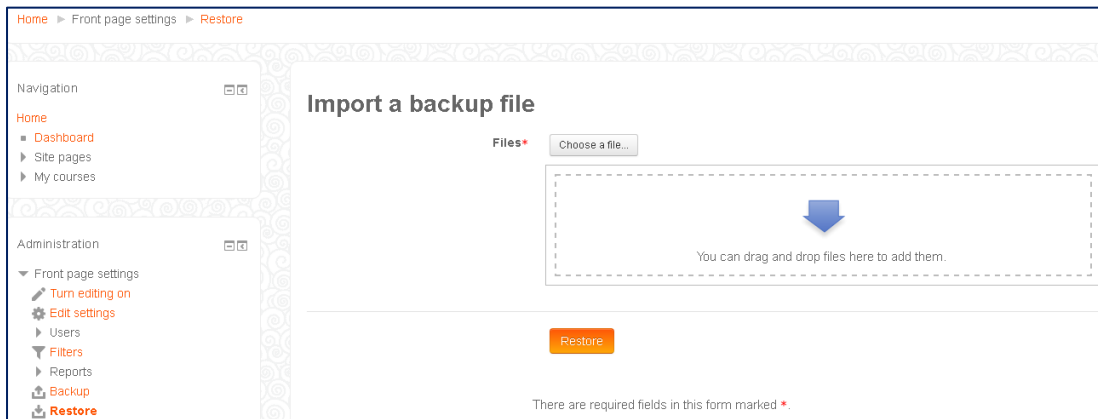 Home ► Front page settings ► Restore
Navigation
Home
Dashboard
Site pages
My courses
Administration
Front page settings
Turn editing on
Edit settings
Users
Filters
Reports
Backup
Restore
Import a backup file
Files*
Choose a file...
You can drag and drop files here to add them.
Restore
There are required fields in this form marked *.